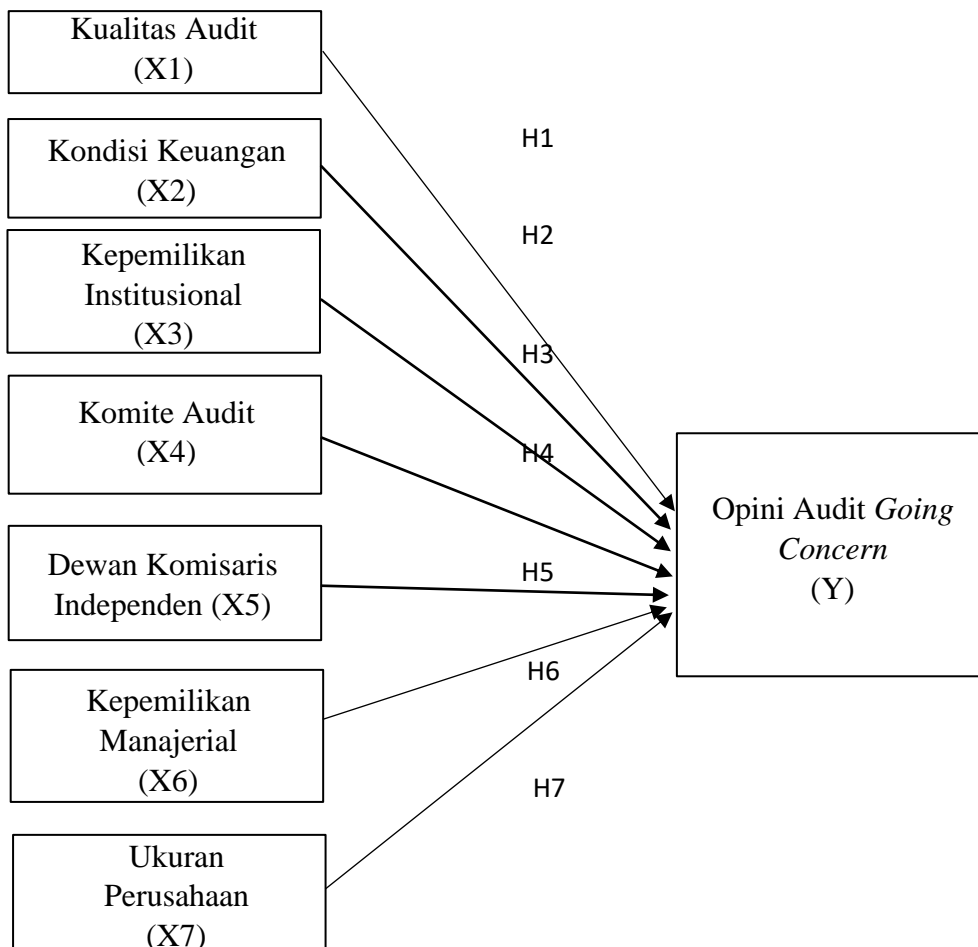 Kualitas Audit
(X1)
H1
Kondisi Keuangan
(X2)
H2
Kepemilikan
Institusional
(X3)
H3
Komite Audit
(X4)
H4
Opini Audit Going
Concern
(Y)
Dewan Komisaris
Independen (X5)
H5
Kepemilikan
Manajerial
(X6)
H6
H7
Ukuran
Perusahaan
(X7)